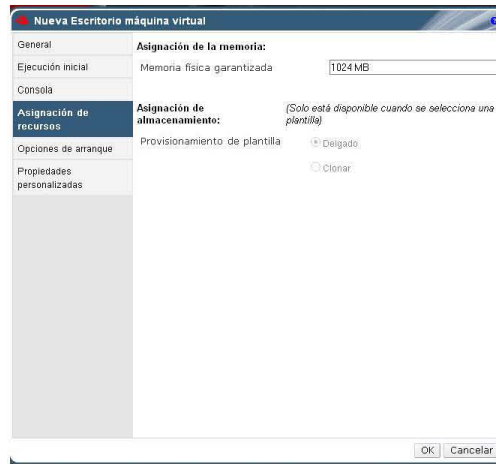 Nueva Escritorio máquina virtual
General
Ejecución inicial
Consola
Asignación de
recursos
Opciones de arranque
Propiedades
personalizadas
Asignación de la memoria:
Memoria física garantizada
1024 MB
Asignación de
almacenamiento:
(Solo está disponible cuando se selecciona una
plantilla)
Provisionamiento de plantilla
Delgado
Clonar
OK
Cancelar